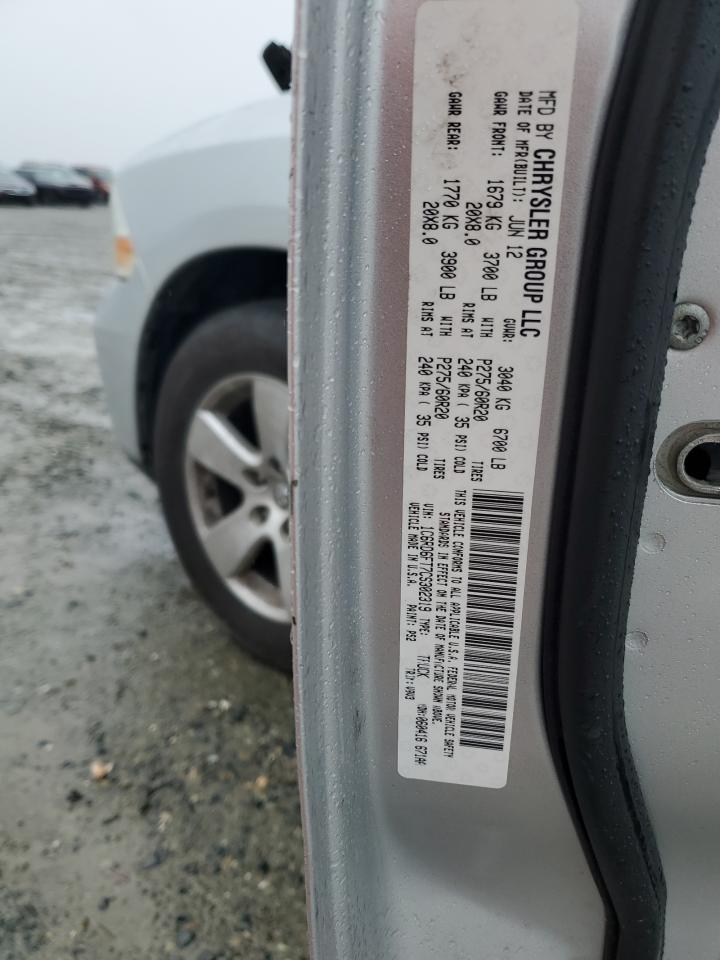 MFD BY CHRYSLER GROUP LLC
DATE OF MFR(BUILT): JUN 12 GVWR: 3040 KG 6700 LB
GAWR FRONT: 1679 KG 3700 LB WITH P275/60R20 TIRES
20X8.0 RIMS AT 240 KPA ( 35 PSI) COLD
GAWR REAR: 1770 KG 3900 LB WITH P275/60R20 TIRES
20X8.0 RIMS AT 240 KPA ( 35 PSI) COLD
THIS VEHICLE CONFORMS TO ALL APPLICABLE U.S.A. FEDERAL MOTOR VEHICLE SAFETY
STANDARDS IN EFFECT ON THE DATE OF MANUFACTURE SHOWN ABOVE.
VIN: 1C6RD6FT7CS302319 TYPE: TRUCK
VEHICLE MADE IN U.S.A. PAINT: PS2